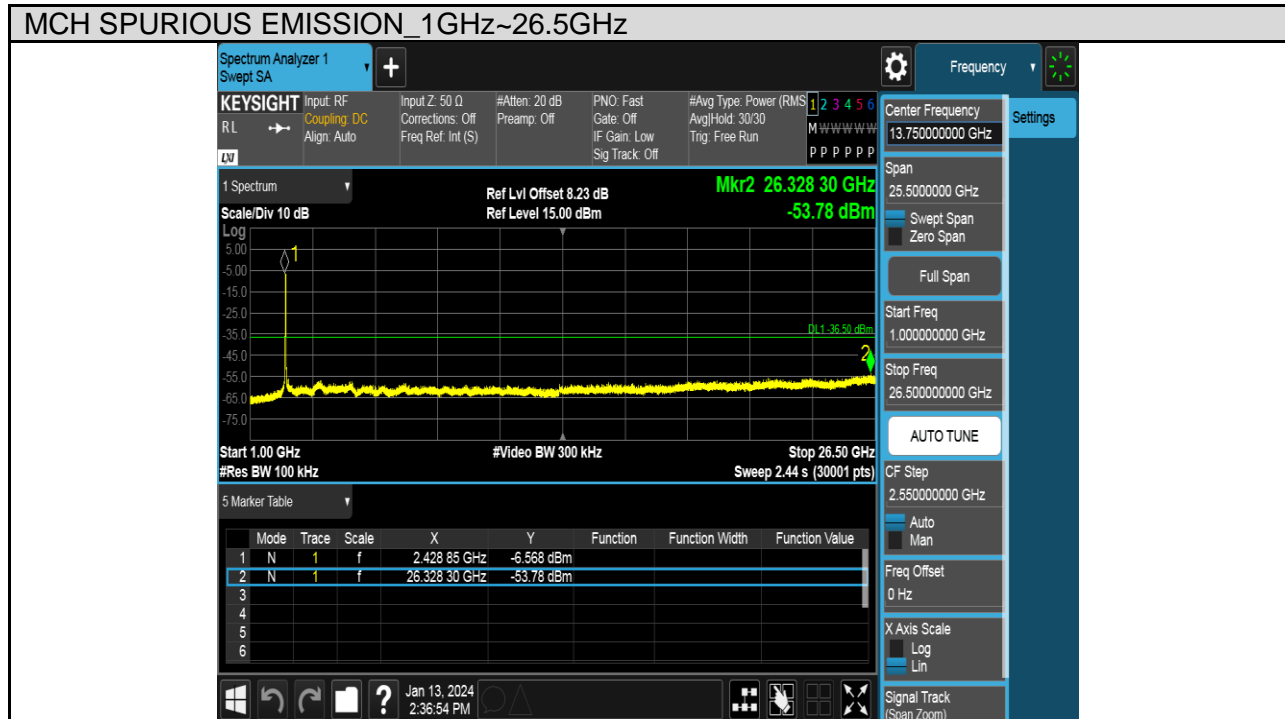 MCH SPURIOUS EMISSION_1GHz~26.5GHz
Spectrum Analyzer 1
Swept SA
+
Frequency
KEYSIGHT
RL
LXI
Input: RF
Coupling: DC
Align: Auto
Input Z: 50 Ω
Corrections: Off
Freq Ref: Int (S)
#Atten: 20 dB
Preamp: Off
PNO: Fast
Gate: Off
IF Gain: Low
Sig Track: Off
#Avg Type: Power (RMS
Avg|Hold: 30/30
Trig: Free Run
1 2 3 4 5 6
M W W W W W
P P P P P P
1 Spectrum
Scale/Div 10 dB
Ref Lvl Offset 8.23 dB
Ref Level 15.00 dBm
Mkr2 26.328 30 GHz
-53.78 dBm
Log
5.00
-5.00
-15.0
-25.0
-35.0
-45.0
-55.0
-65.0
-75.0
1
DL1 -36.50 dBm
2
Start 1.00 GHz
#Video BW 300 kHz
Stop 26.50 GHz
#Res BW 100 kHz
Sweep 2.44 s (30001 pts)
5 Marker Table
Mode Trace Scale X Y Function Function Width Function Value
1 N 1 f 2.428 85 GHz -6.568 dBm
2 N 1 f 26.328 30 GHz -53.78 dBm
3
4
5
6
?
Jan 13, 2024
2:36:54 PM
Center Frequency
13.750000000 GHz
Settings
Span
25.5000000 GHz
Swept Span
Zero Span
Full Span
Start Freq
1.000000000 GHz
Stop Freq
26.500000000 GHz
AUTO TUNE
CF Step
2.550000000 GHz
Auto
Man
Freq Offset
0 Hz
X Axis Scale
Log
Lin
Signal Track
(Span Zoom)